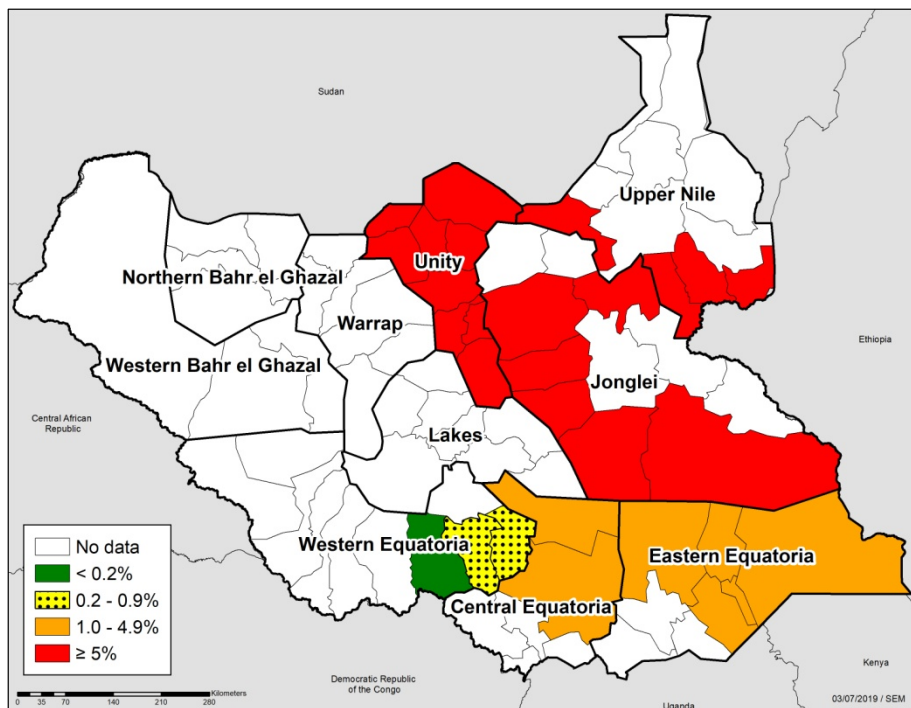 Sudan
Upper Nile
Unity
Northern Bahr el Ghazal
Warrap
Ethiopia
Western Bahr el Ghazal
Jonglei
Central African
Republic
Lakes
No data
< 0.2%
0.2 - 0.9%
1.0 - 4.9%
≥ 5%
Western Equatoria
Eastern Equatoria
Central Equatoria
Kenya
Democratic Republic
of the Congo
Kilometers
0 35 70 140 210 280
Uganda
03/07/2019 / SEM